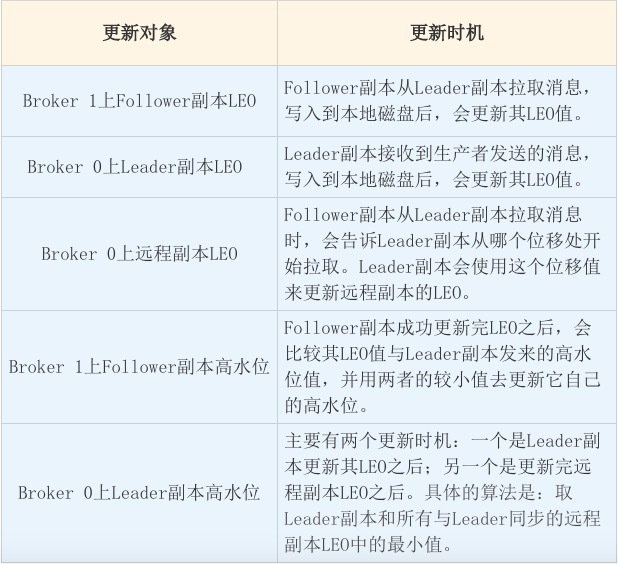 更新对象
更新时机
Broker 1上Follower副本LEO
Follower副本从Leader副本拉取消息，
写入到本地磁盘后，会更新其LEO值。
Broker 0上Leader副本LEO
Leader副本接收到生产者发送的消息，
写入到本地磁盘后，会更新其LEO值。
Broker 0上远程副本LEO
Follower副本从Leader副本拉取消息
时，会告诉Leader副本从哪个位移处开
始拉取。Leader副本会使用这个位移值
来更新远程副本的LEO。
Broker 1上Follower副本高水位
Follower副本成功更新完LEO之后，会
比较其LEO值与Leader副本发来的高水
位值，并用两者的较小值去更新它自己
的高水位。
Broker 0上Leader副本高水位
主要有两个更新时机：一个是Leader副
本更新其LEO之后；另一个是更新完远
程副本LEO之后。具体的算法是：取
Leader副本和所有与Leader同步的远程
副本LEO中的最小值。